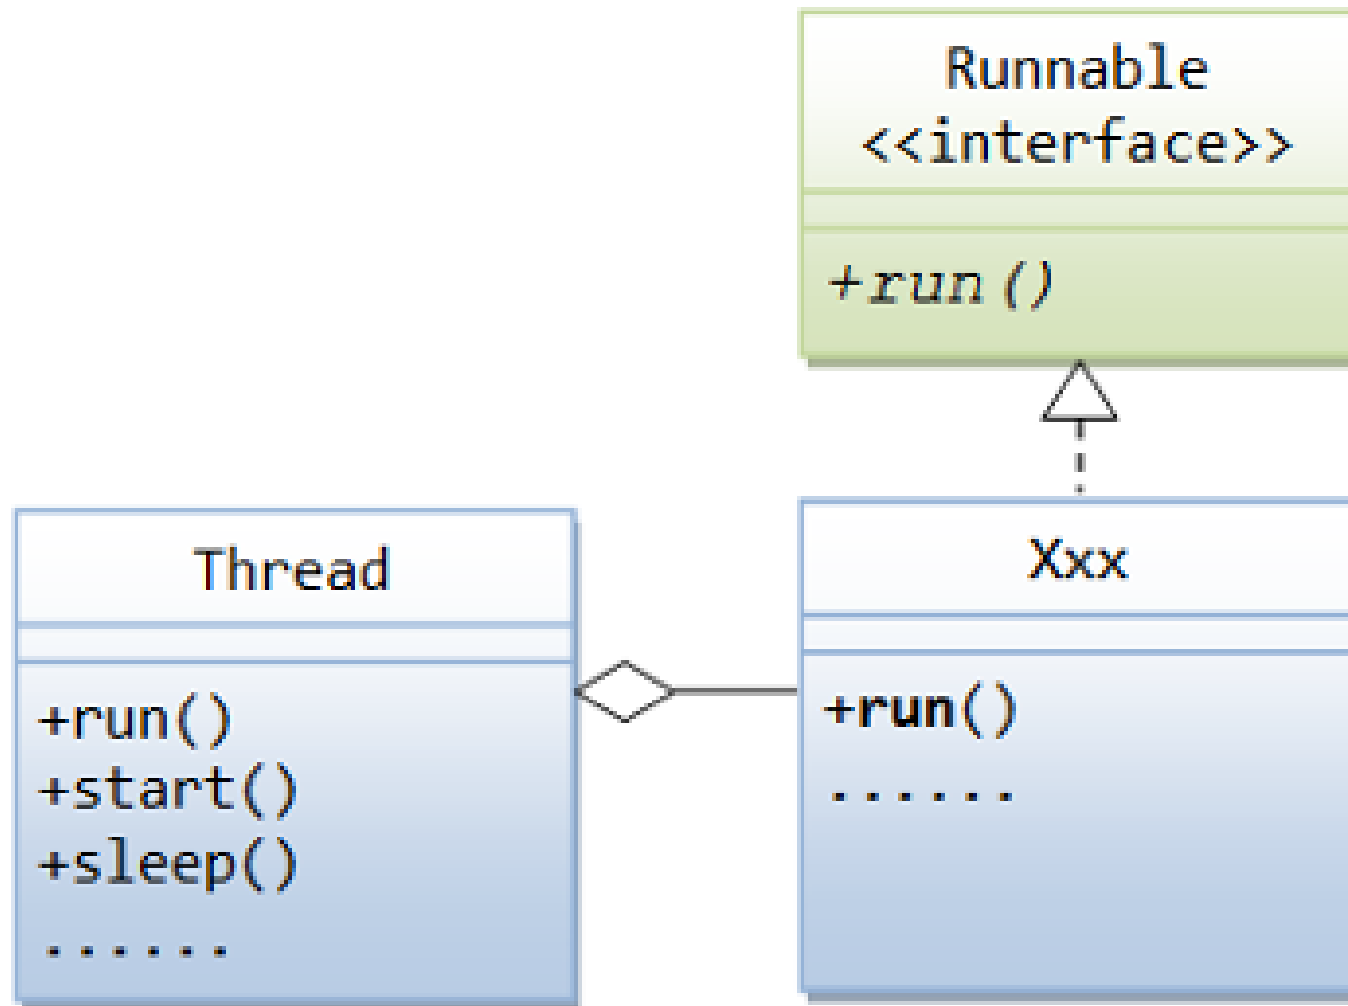 Runnable
<<interface>>
+run()
Thread
+run()
+start()
+sleep()
......
Xxx
+run()
......